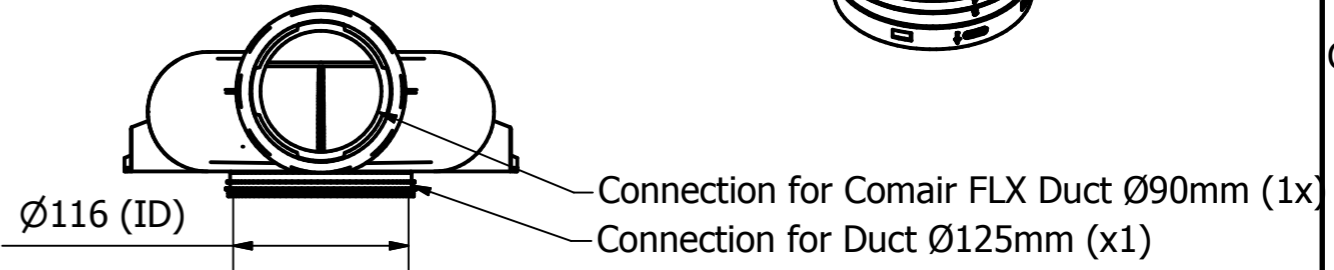 Connection for Comair FLX Duct Ø90mm (1x)
Ø116 (ID)
Connection for Duct Ø125mm (x1)